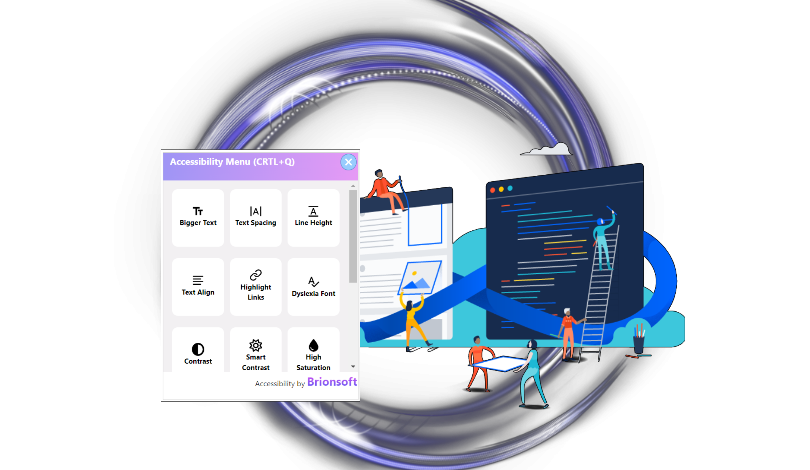 Accessibility Menu (CRTL+Q)
Bigger Text
Text Spacing
Line Height
Text Align
Highlight
Links
Dyslexia Font
Contrast
Smart
Contrast
High
Saturation
Accessibility by Brionsoft